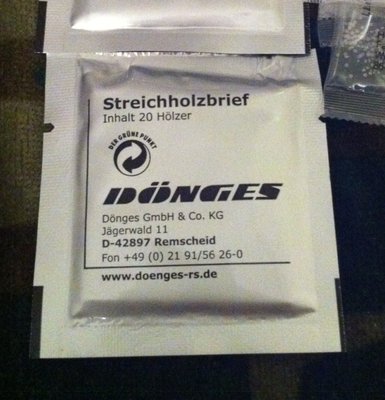 Streichholzbrief
Inhalt 20 Hölzer
DER GRÜNE PUNKT
DÖNGES
Dönges GmbH & Co. KG
Jägerwald 11
D-42897 Remscheid
Fon +49 (0) 21 91/56 26-0
www.doenges-rs.de